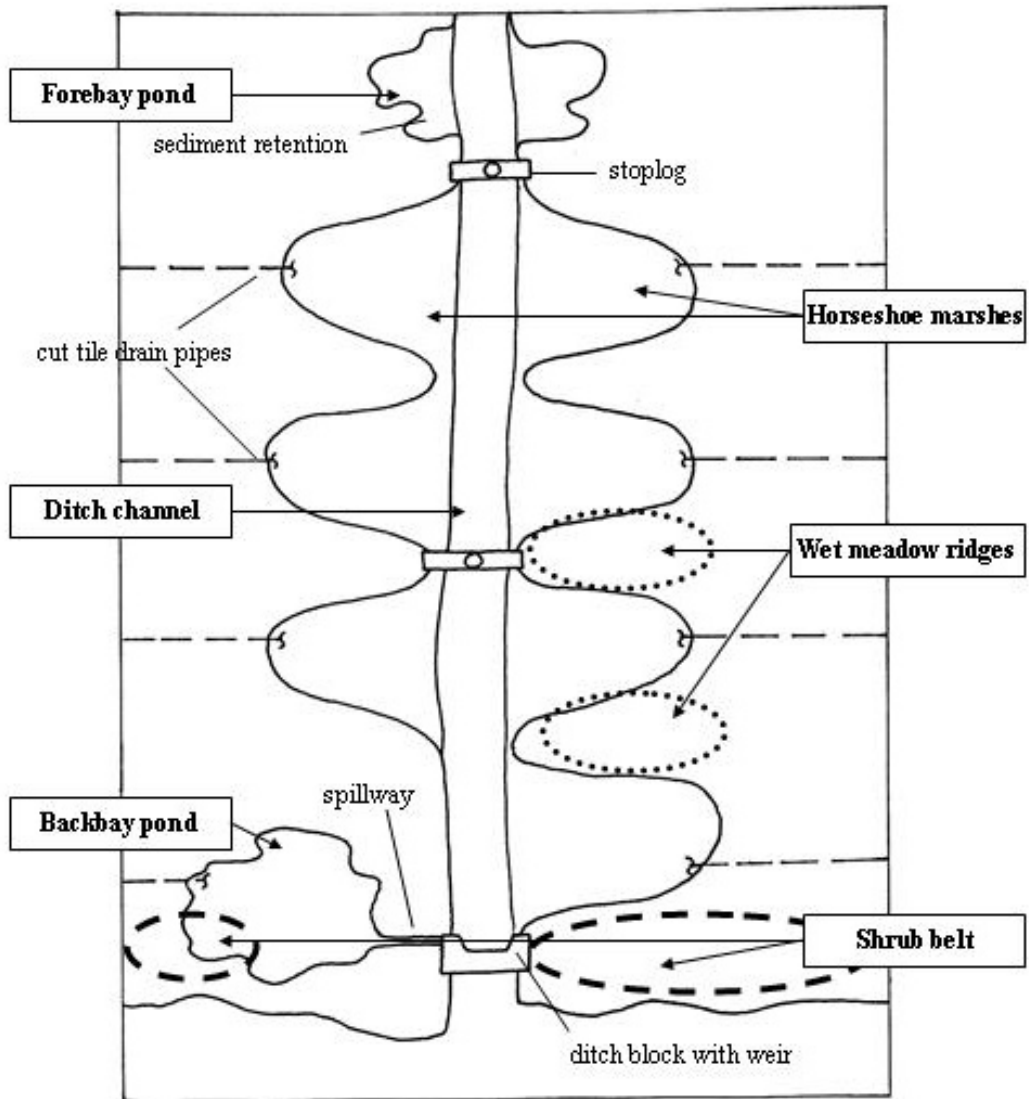 Forebay pond
sediment retention
stoplog
Horseshoe marshes
cut tile drain pipes
Ditch channel
Wet meadow ridges
spillway
Backbay pond
Shrub belt
ditch block with weir